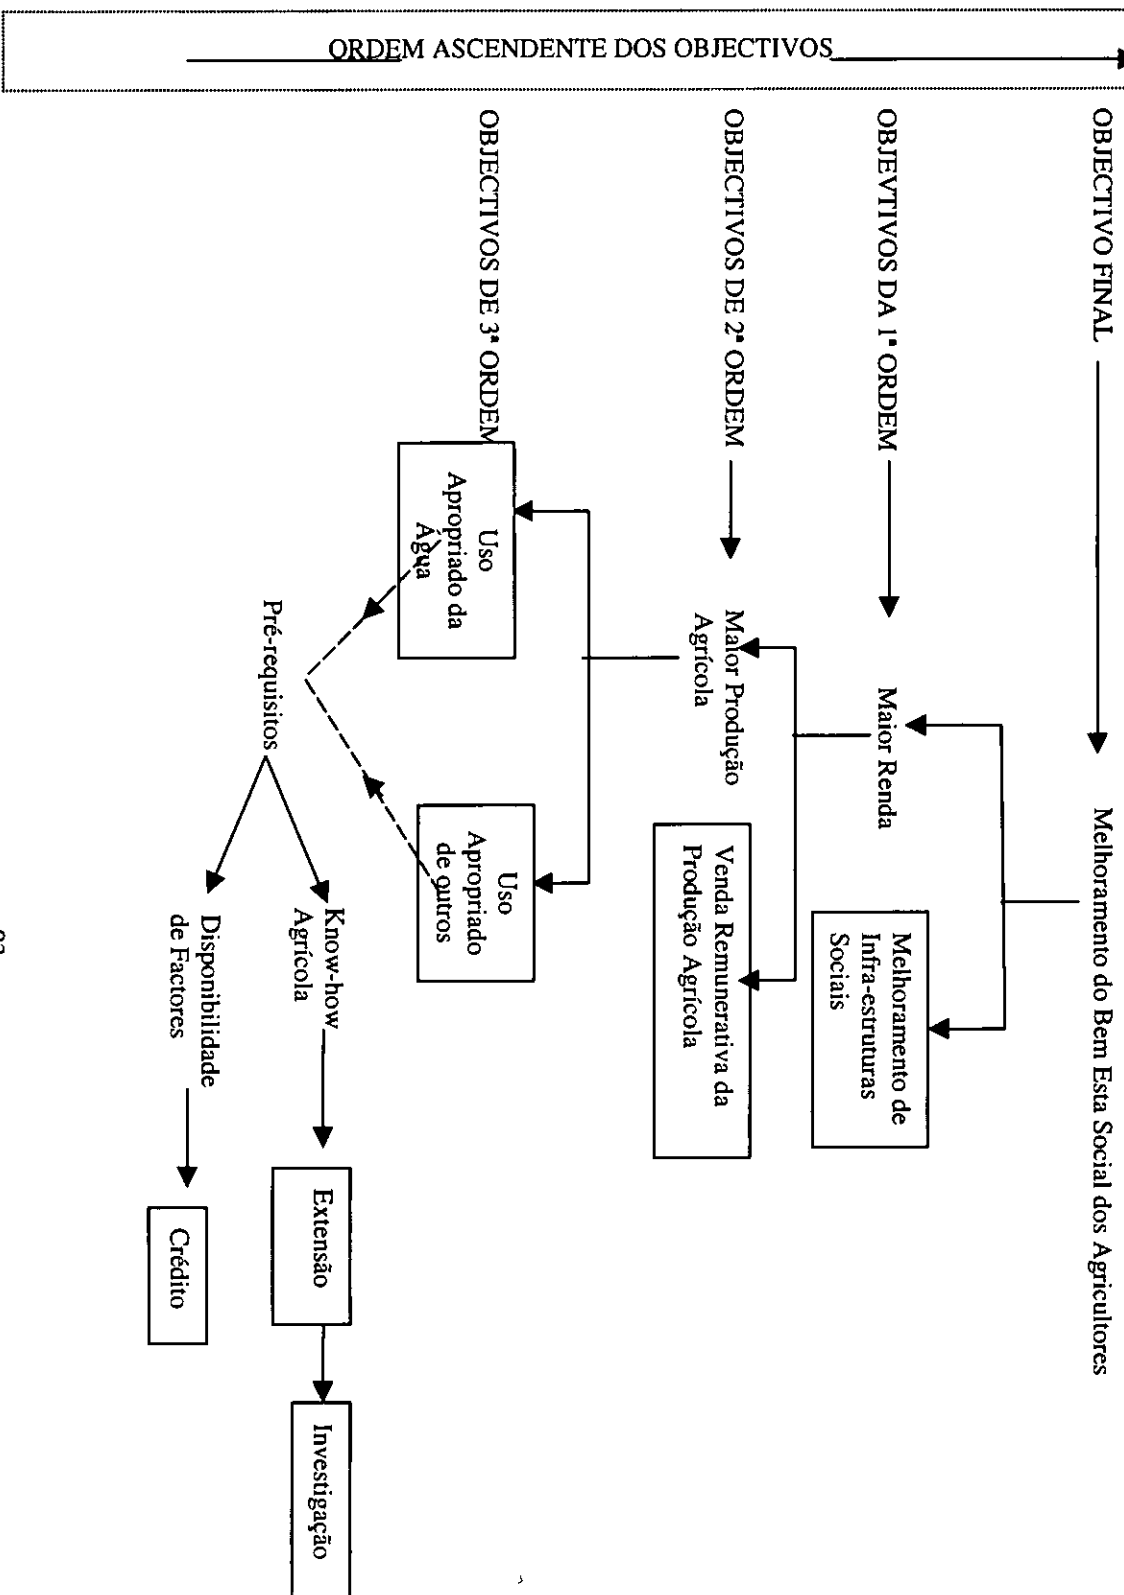 ORDEM ASCENDENTE DOS OBJECTIVOS
OBJECTIVO FINAL
Melhoramento do Bem Esta Social dos Agricultores
OBJEVTIVOS DA 1ª ORDEM
Maior Renda
Melhoramento de
Infra-estruturas
Sociais
OBJECTIVOS DE 2ª ORDEM
Maior Produção
Agrícola
Venda Remunerativa da
Produção Agrícola
OBJECTIVOS DE 3ª ORDEM
Uso
Apropriado da
Água
Uso
Apropriado
de outros
Pré-requisitos
Know-how
Agrícola
Extensão
Investigação
Disponibilidade
de Factores
Crédito